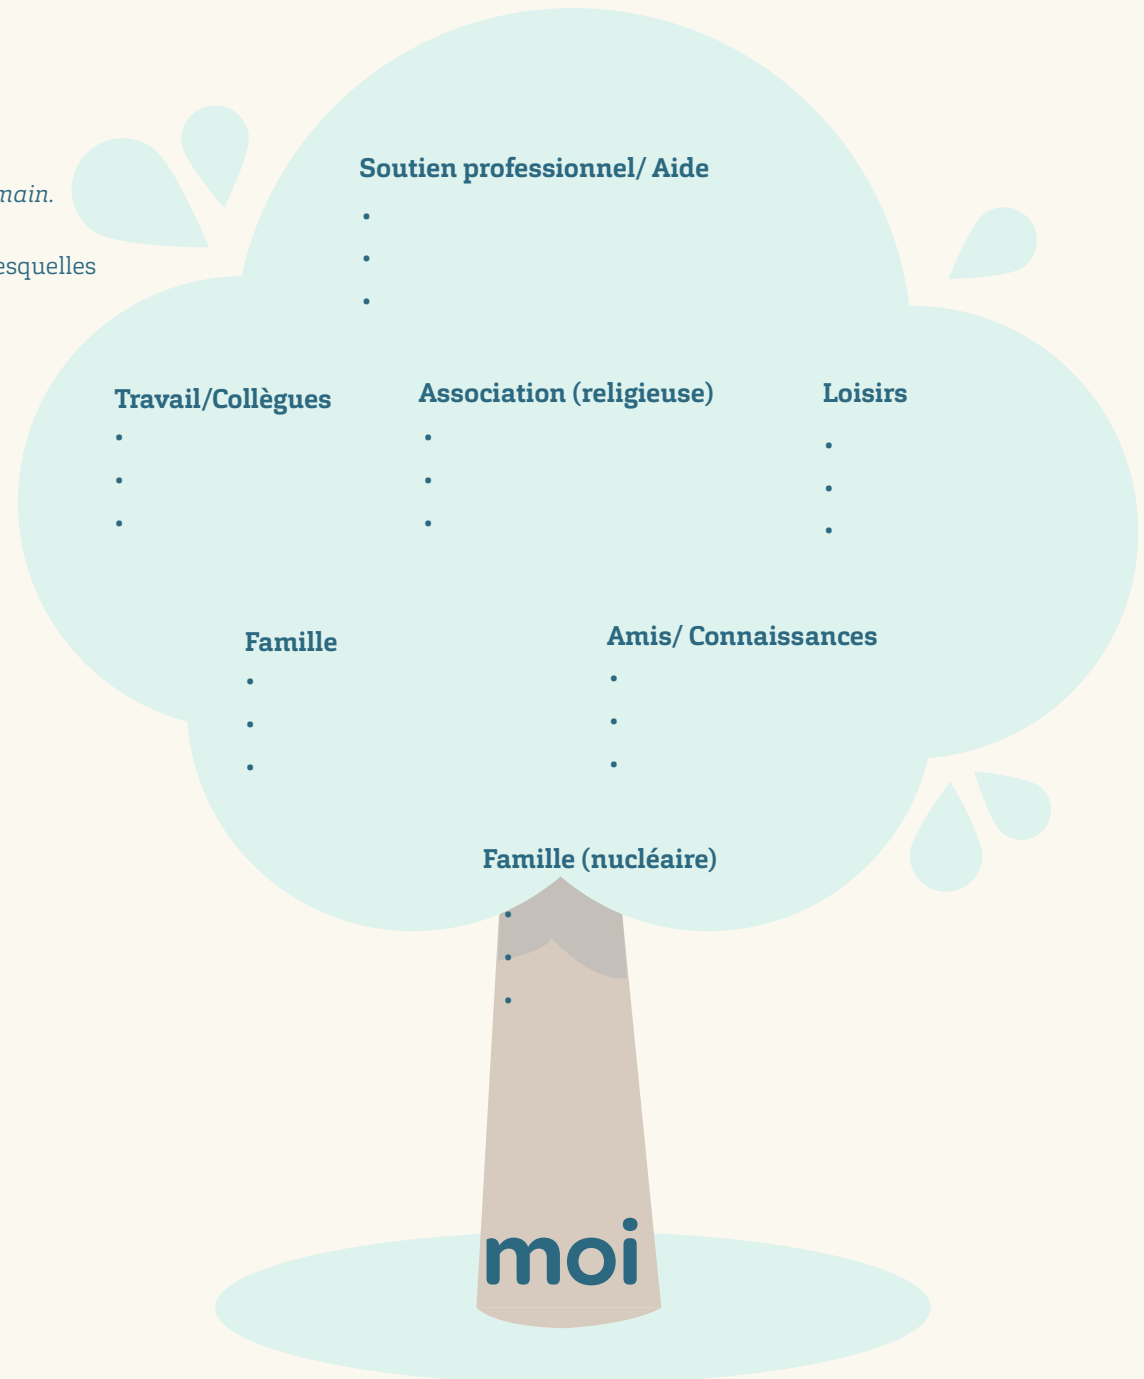 Soutien professionnel/ Aide
•
main.
•
esquelles
•
Travail/Collègues
•
•
•
Association (religieuse)
•
•
•
Loisirs
•
•
•
Famille
•
•
•
Amis/ Connaissances
•
•
•
Famille (nucléaire)
•
•
•
moi